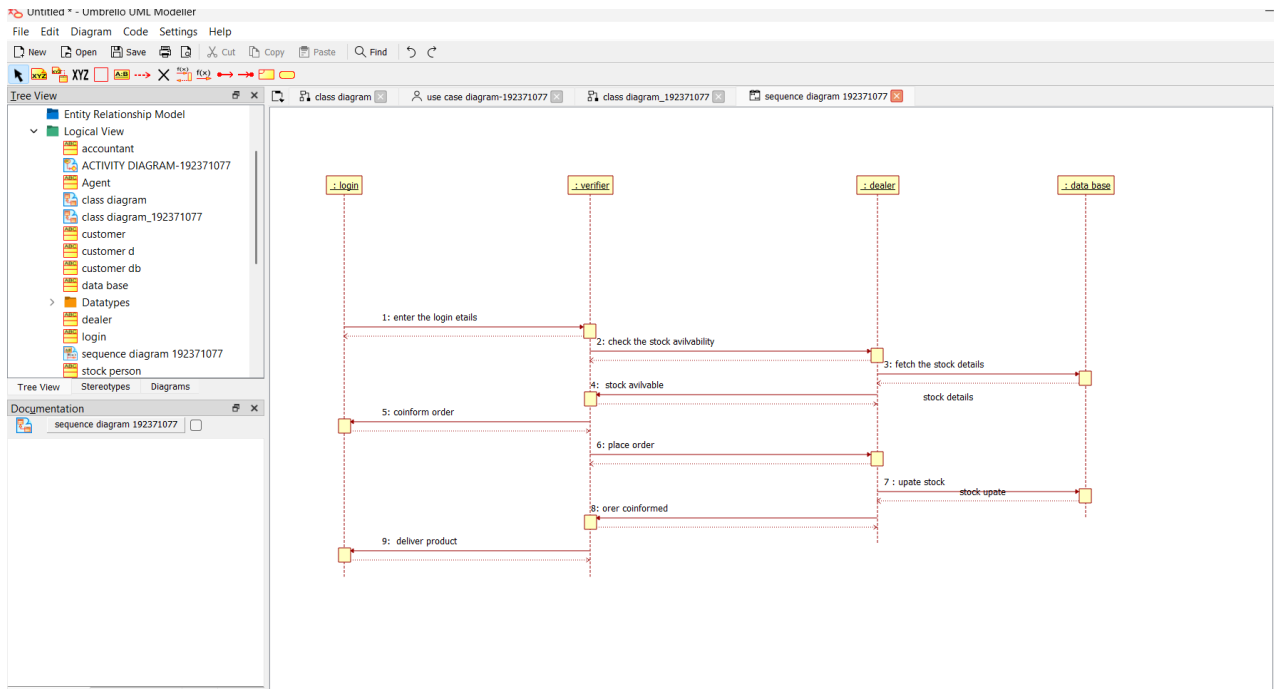 Untitled * - Umbrello UML Modeller
File Edit Diagram Code Settings Help
New Open Save Cut Copy Paste Find
XYZ XYZ A:B f(x) f(x)
Tree View
Entity Relationship Model
Logical View
accountant
ACTIVITY DIAGRAM-192371077
Agent
class diagram
class diagram_192371077
customer
customer d
customer db
data base
Datatypes
dealer
login
sequence diagram 192371077
stock person
Tree View Stereotypes Diagrams
Documentation
sequence diagram 192371077
class diagram use case diagram-192371077 class diagram_192371077 sequence diagram 192371077
: login : verifier : dealer : data base
1: enter the login etails
2: check the stock avilvability
3: fetch the stock details
4: stock avilvable
stock details
5: coinform order
6: place order
7 : upate stock
stock upate
8: orer coinformed
9: deliver product